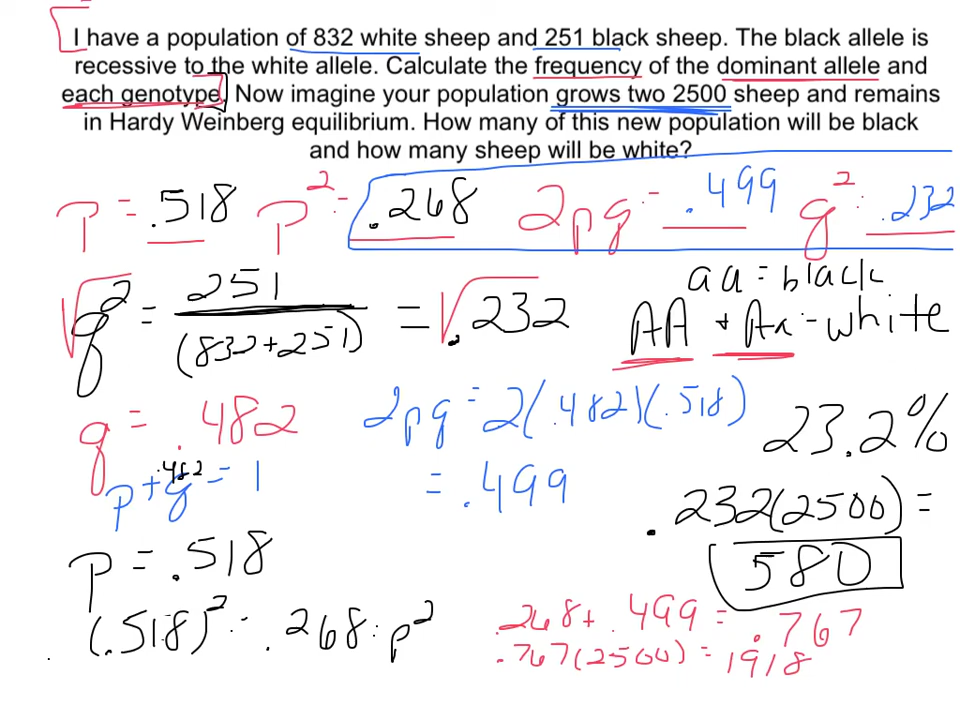 I have a population of 832 white sheep and 251 black sheep. The black allele is
recessive to the white allele. Calculate the frequency of the dominant allele and
each genotype. Now imagine your population grows two 2500 sheep and remains
in Hardy Weinberg equilibrium. How many of this new population will be black
and how many sheep will be white?
P = .518 P² = .268 2pq = .499 q² = .232
√q² = 251/(832+251) = √.232
aa = black
AA + Aa = white
q = .482 2pq = 2(.482)(.518)
23.2%
p + q = 1 .482
= .499
.232(2500) =
580
P = .518
(.518)² = .268 = p²
.268 + .499 = .767
.767(2500) = 1918